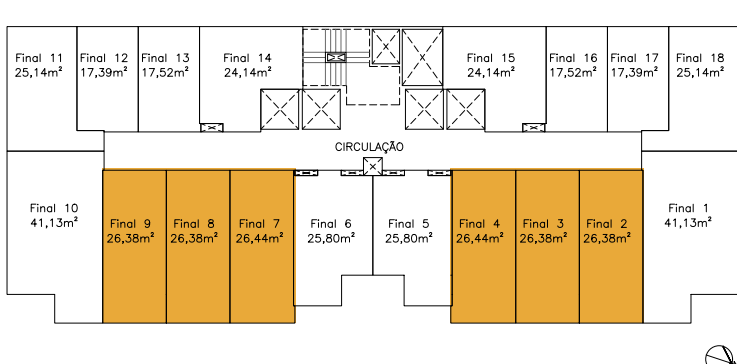 Final 11
25,14m²
Final 12
17,39m²
Final 13
17,52m²
Final 14
24,14m²
Final 15
24,14m²
Final 16
17,52m²
Final 17
17,39m²
Final 18
25,14m²
CIRCULAÇÃO
Final 10
41,13m²
Final 9
26,38m²
Final 8
26,38m²
Final 7
26,44m²
Final 6
25,80m²
Final 5
25,80m²
Final 4
26,44m²
Final 3
26,38m²
Final 2
26,38m²
Final 1
41,13m²